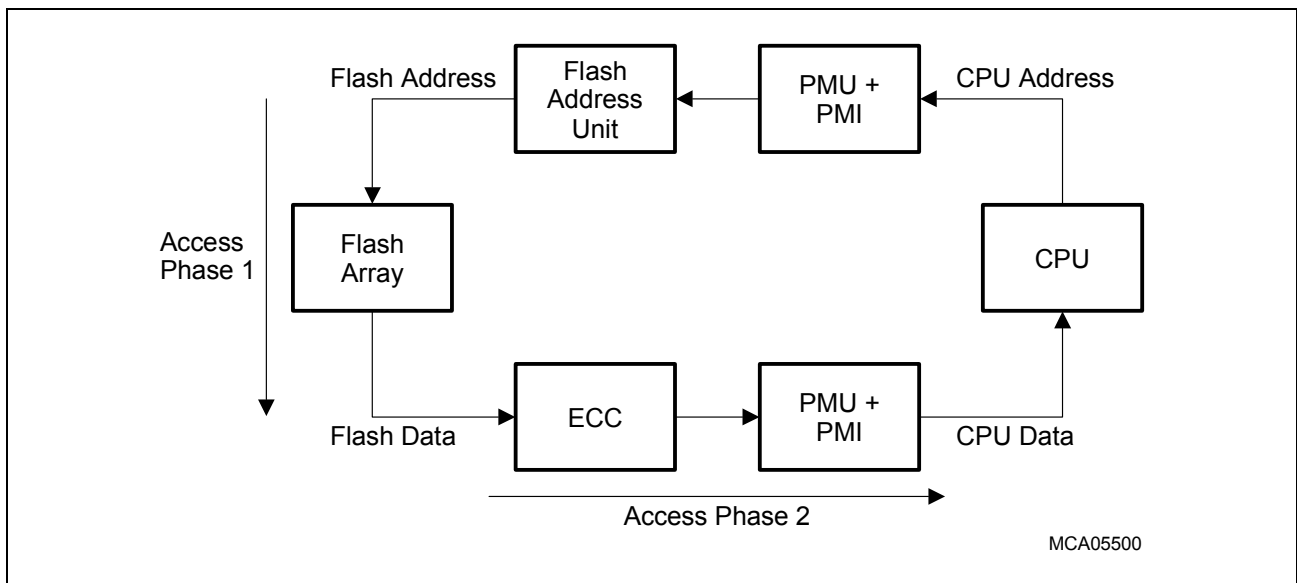 Flash Address
Flash
Address
Unit
PMU +
PMI
CPU Address
Access
Phase 1
Flash
Array
CPU
Flash Data
ECC
PMU +
PMI
CPU Data
Access Phase 2
MCA05500